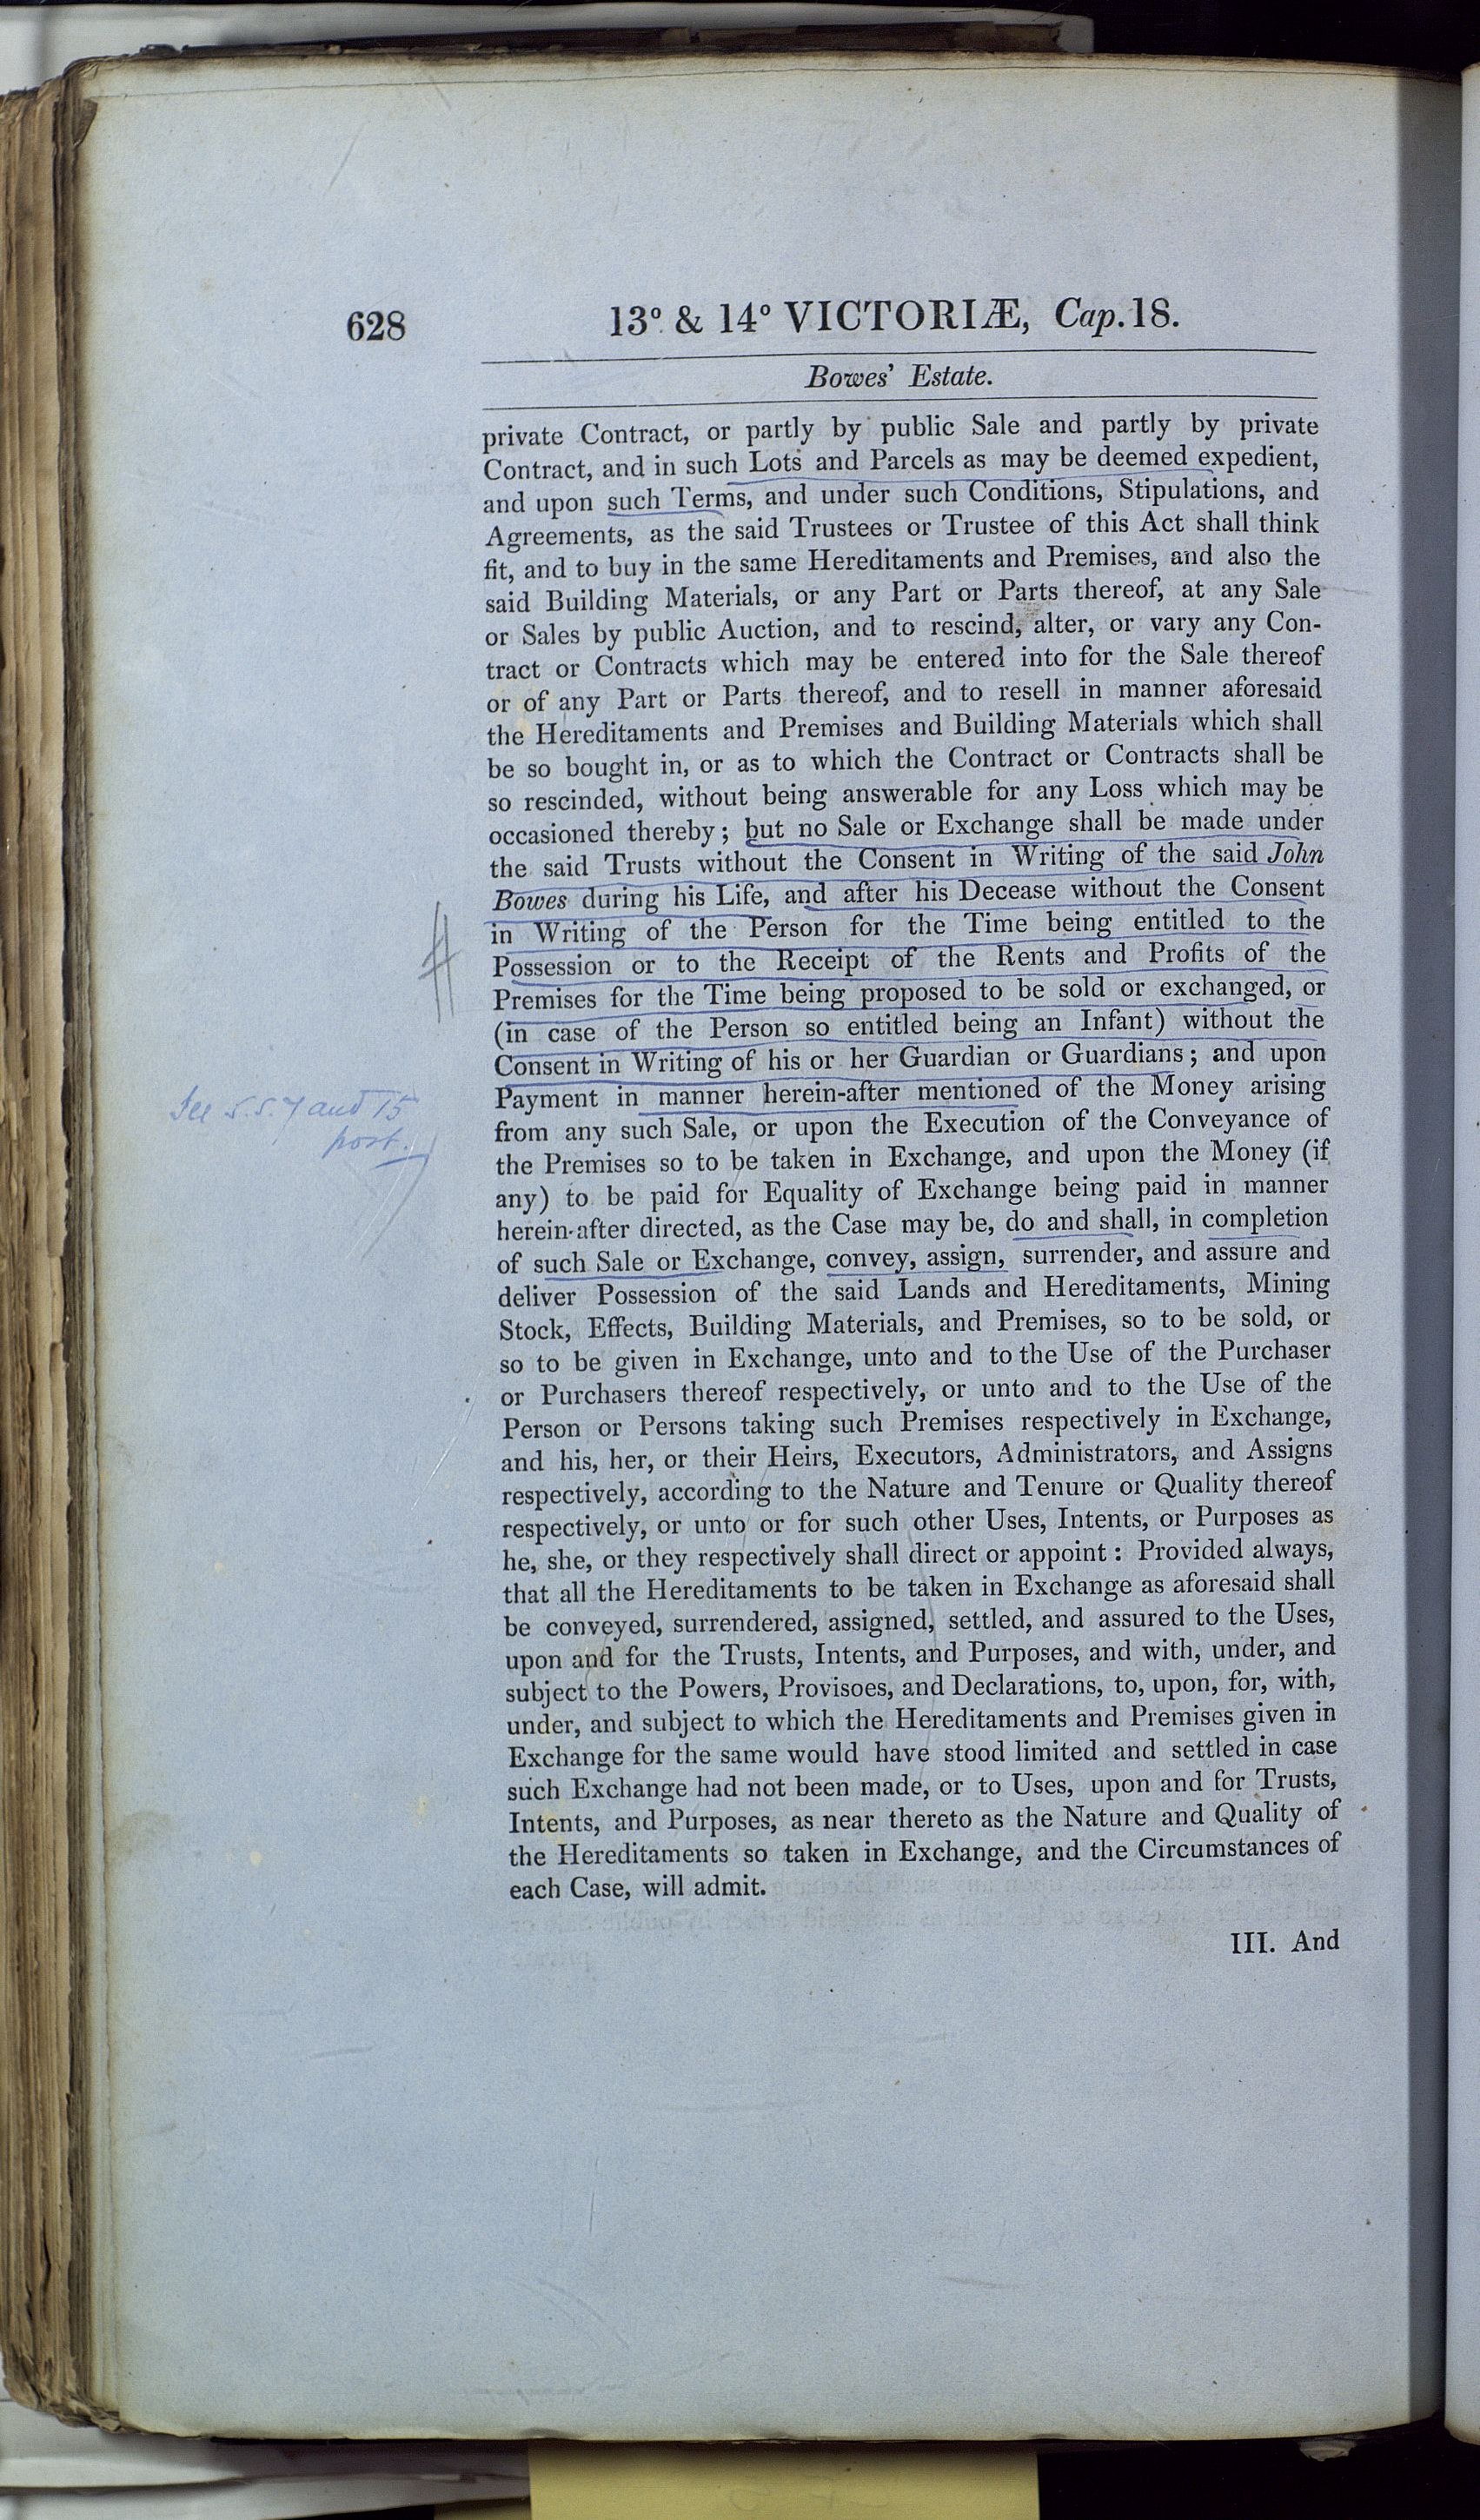 628
13° & 14° VICTORIÆ, Cap. 18.
Bowes' Estate.
private Contract, or partly by public Sale and partly by private
Contract, and in such Lots and Parcels as may be deemed expedient,
and upon such Terms, and under such Conditions, Stipulations, and
Agreements, as the said Trustees or Trustee of this Act shall think
fit, and to buy in the same Hereditaments and Premises, and also the
said Building Materials, or any Part or Parts thereof, at any Sale
or Sales by public Auction, and to rescind, alter, or vary any Con-
tract or Contracts which may be entered into for the Sale thereof
or of any Part or Parts thereof, and to resell in manner aforesaid
the Hereditaments and Premises and Building Materials which shall
be so bought in, or as to which the Contract or Contracts shall be
so rescinded, without being answerable for any Loss which may be
occasioned thereby; but no Sale or Exchange shall be made under
the said Trusts without the Consent in Writing of the said John
Bowes during his Life, and after his Decease without the Consent
in Writing of the Person for the Time being entitled to the
Possession or to the Receipt of the Rents and Profits of the
Premises for the Time being proposed to be sold or exchanged, or
(in case of the Person so entitled being an Infant) without the
Consent in Writing of his or her Guardian or Guardians; and upon
Payment in manner herein-after mentioned of the Money arising
from any such Sale, or upon the Execution of the Conveyance of
the Premises so to be taken in Exchange, and upon the Money (if
any) to be paid for Equality of Exchange being paid in manner
herein-after directed, as the Case may be, do and shall, in completion
of such Sale or Exchange, convey, assign, surrender, and assure and
deliver Possession of the said Lands and Hereditaments, Mining
Stock, Effects, Building Materials, and Premises, so to be sold, or
so to be given in Exchange, unto and to the Use of the Purchaser
or Purchasers thereof respectively, or unto and to the Use of the
Person or Persons taking such Premises respectively in Exchange,
and his, her, or their Heirs, Executors, Administrators, and Assigns
respectively, according to the Nature and Tenure or Quality thereof
respectively, or unto or for such other Uses, Intents, or Purposes as
he, she, or they respectively shall direct or appoint: Provided always,
that all the Hereditaments to be taken in Exchange as aforesaid shall
be conveyed, surrendered, assigned, settled, and assured to the Uses,
upon and for the Trusts, Intents, and Purposes, and with, under, and
subject to the Powers, Provisoes, and Declarations, to, upon, for, with,
under, and subject to which the Hereditaments and Premises given in
Exchange for the same would have stood limited and settled in case
such Exchange had not been made, or to Uses, upon and for Trusts,
Intents, and Purposes, as near thereto as the Nature and Quality of
the Hereditaments so taken in Exchange, and the Circumstances of
each Case, will admit.
III. And
See s.s. 7 and 15
post.